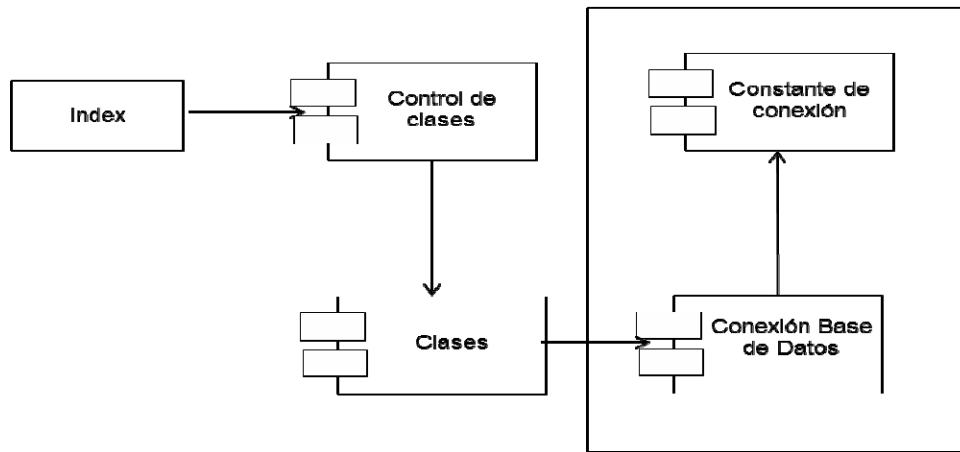 Index
Control de
clases
Constante de
conexión
Clases
Conexión Base
de Datos